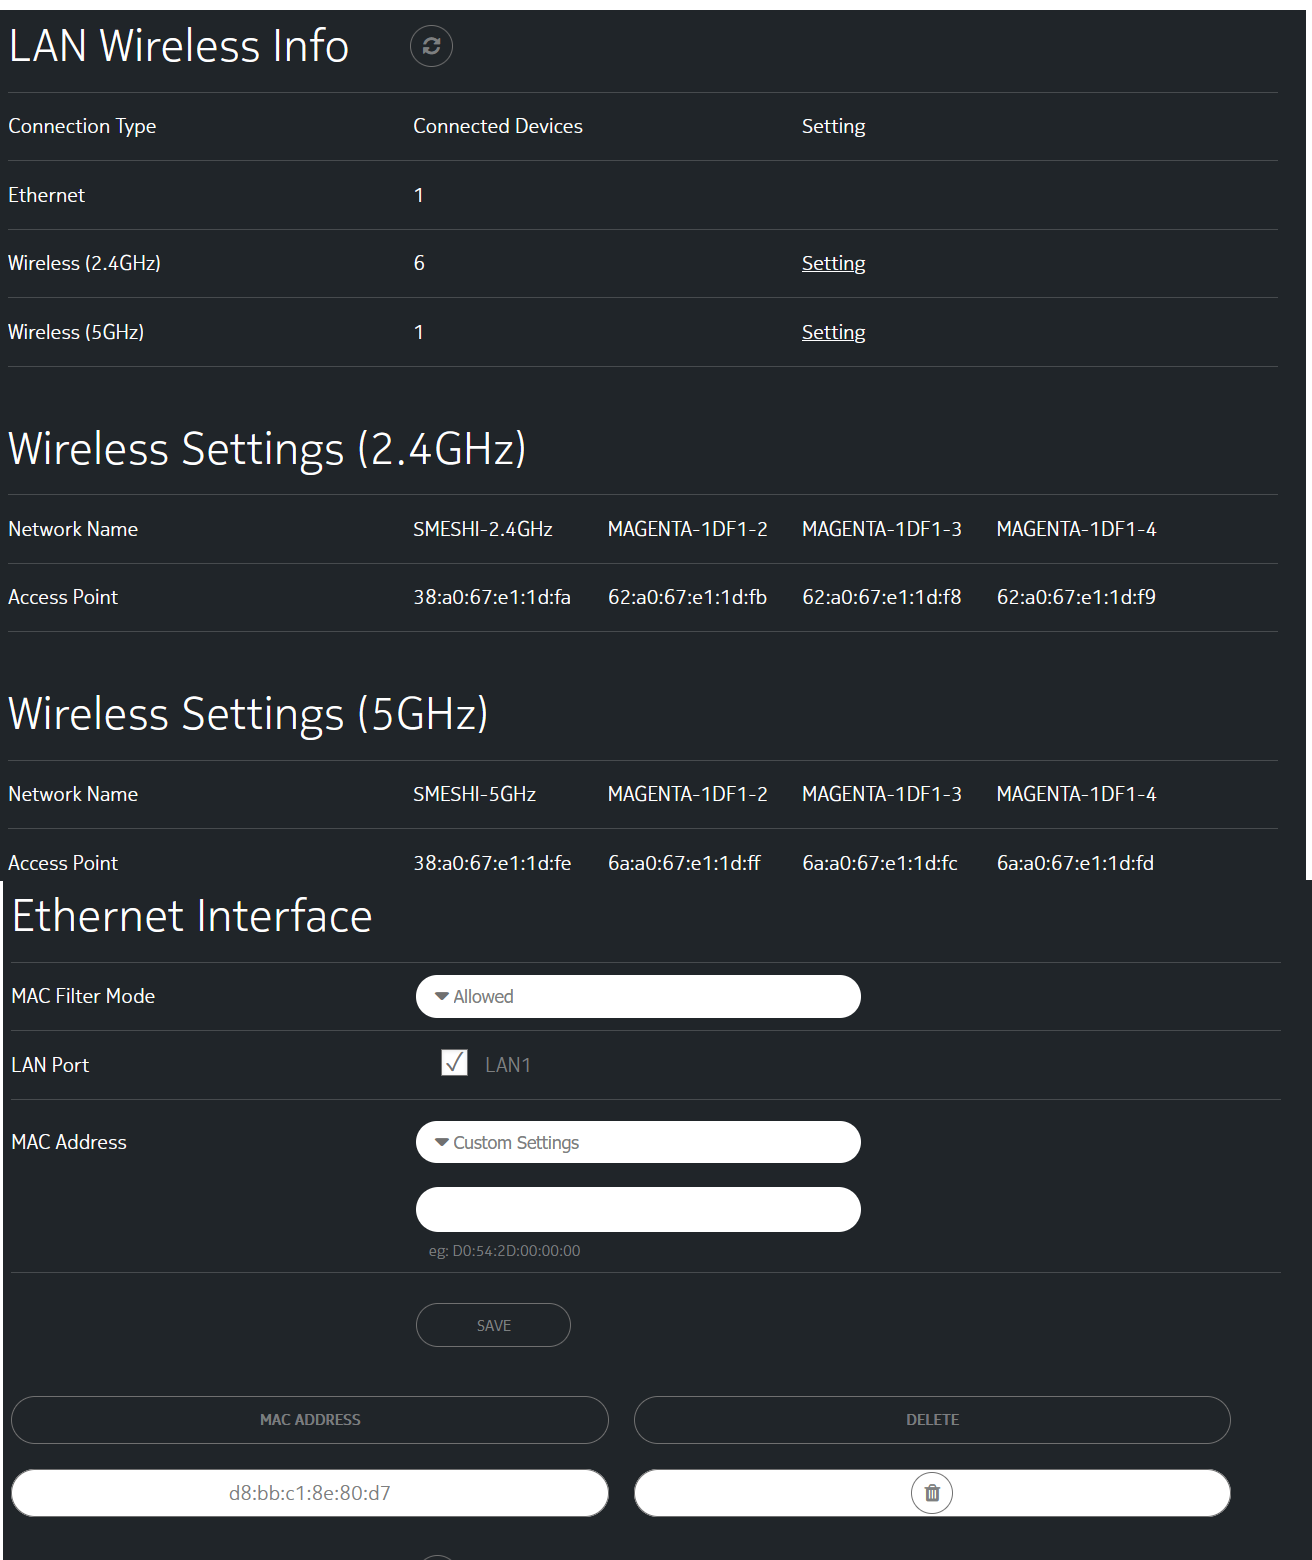 LAN Wireless Info
Connection Type Connected Devices Setting
Ethernet 1
Wireless (2.4GHz) 6 Setting
Wireless (5GHz) 1 Setting
Wireless Settings (2.4GHz)
Network Name SMESHI-2.4GHz MAGENTA-1DF1-2 MAGENTA-1DF1-3 MAGENTA-1DF1-4
Access Point 38:a0:67:e1:1d:fa 62:a0:67:e1:1d:fb 62:a0:67:e1:1d:f8 62:a0:67:e1:1d:f9
Wireless Settings (5GHz)
Network Name SMESHI-5GHz MAGENTA-1DF1-2 MAGENTA-1DF1-3 MAGENTA-1DF1-4
Access Point 38:a0:67:e1:1d:fe 6a:a0:67:e1:1d:ff 6a:a0:67:e1:1d:fc 6a:a0:67:e1:1d:fd
Ethernet Interface
MAC Filter Mode Allowed
LAN Port LAN1
MAC Address Custom Settings
eg: D0:54:2D:00:00:00
SAVE
MAC ADDRESS DELETE
d8:bb:c1:8e:80:d7